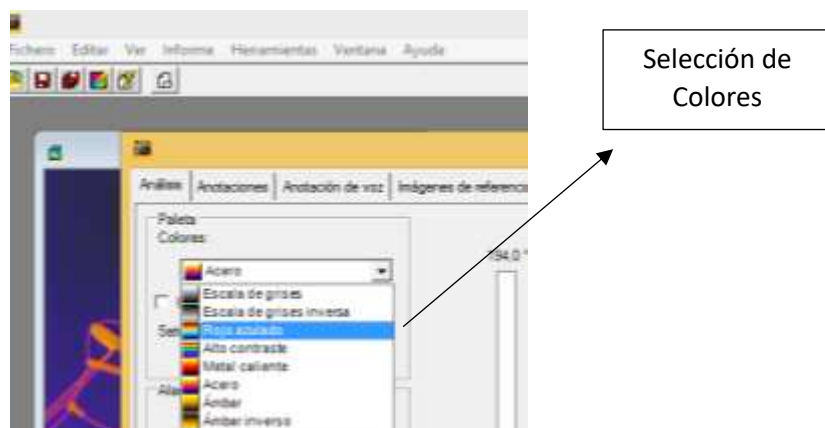 Selección de
Colores
Fichero Editar Ver Informe Herramientas Ventana Ayuda
Análisis Anotaciones Anotación de voz Imágenes de referencia
Paleta
Colores:
194,0 °
Acero
Escala de grises
Escala de grises inversa
Rojo azulado
Alto contraste
Metal caliente
Acero
Ámbar
Ámbar inverso